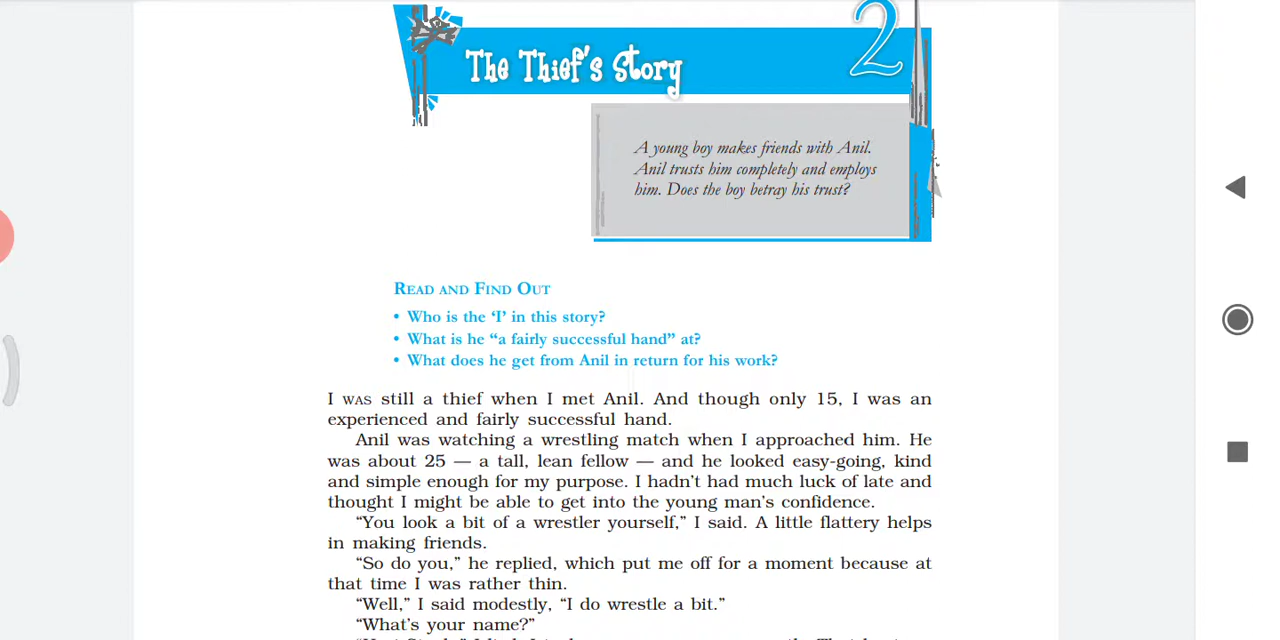 2
The Thief's Story
A young boy makes friends with Anil.
Anil trusts him completely and employs
him. Does the boy betray his trust?
READ AND FIND OUT
• Who is the ‘I’ in this story?
• What is he “a fairly successful hand” at?
• What does he get from Anil in return for his work?
I WAS still a thief when I met Anil. And though only 15, I was an
experienced and fairly successful hand.
Anil was watching a wrestling match when I approached him. He
was about 25 — a tall, lean fellow — and he looked easy-going, kind
and simple enough for my purpose. I hadn’t had much luck of late and
thought I might be able to get into the young man’s confidence.
“You look a bit of a wrestler yourself,” I said. A little flattery helps
in making friends.
“So do you,” he replied, which put me off for a moment because at
that time I was rather thin.
“Well,” I said modestly, “I do wrestle a bit.”
“What’s your name?”